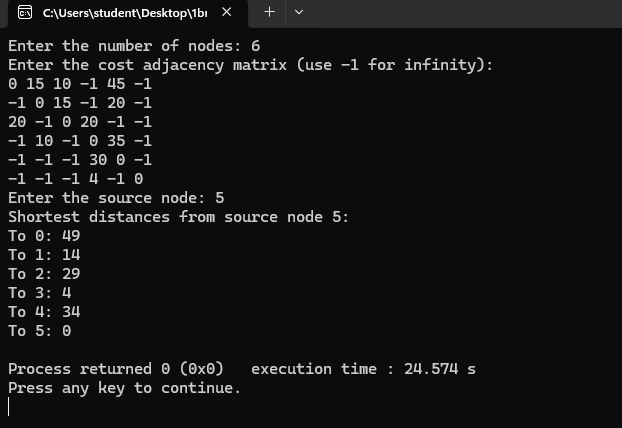 C:\Users\student\Desktop\1bi
Enter the number of nodes: 6
Enter the cost adjacency matrix (use -1 for infinity):
0 15 10 -1 45 -1
-1 0 15 -1 20 -1
20 -1 0 20 -1 -1
-1 10 -1 0 35 -1
-1 -1 -1 30 0 -1
-1 -1 -1 4 -1 0
Enter the source node: 5
Shortest distances from source node 5:
To 0: 49
To 1: 14
To 2: 29
To 3: 4
To 4: 34
To 5: 0
Process returned 0 (0x0)   execution time : 24.574 s
Press any key to continue.